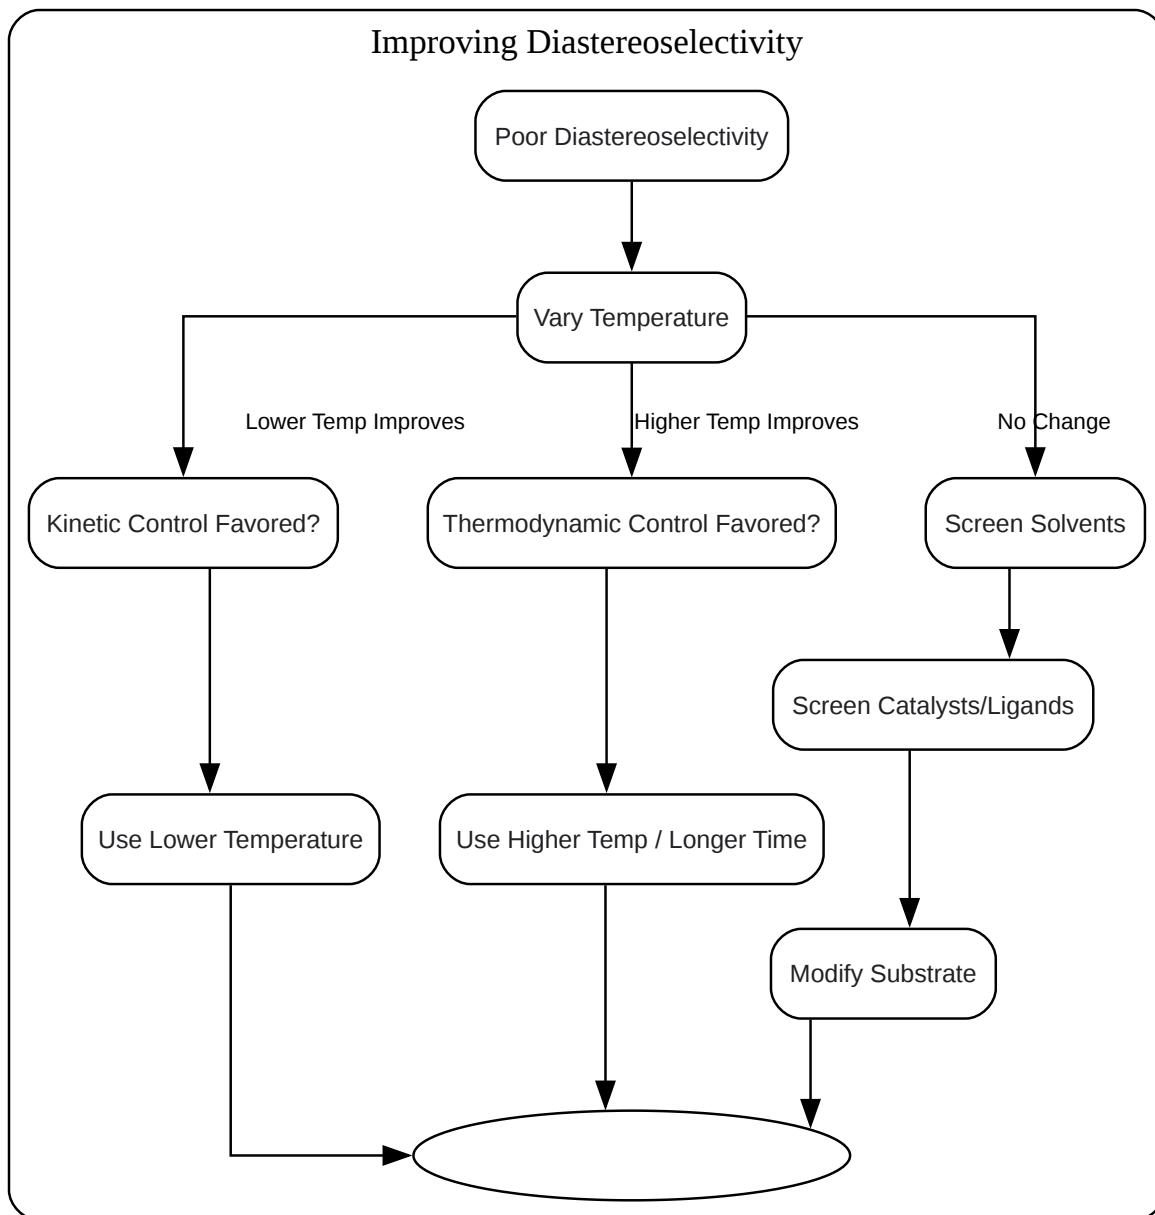 Improving Diastereoselectivity
Poor Diastereoselectivity
Vary Temperature
Lower Temp Improves
Higher Temp Improves
No Change
Kinetic Control Favored?
Thermodynamic Control Favored?
Screen Solvents
Screen Catalysts/Ligands
Use Lower Temperature
Use Higher Temp / Longer Time
Modify Substrate